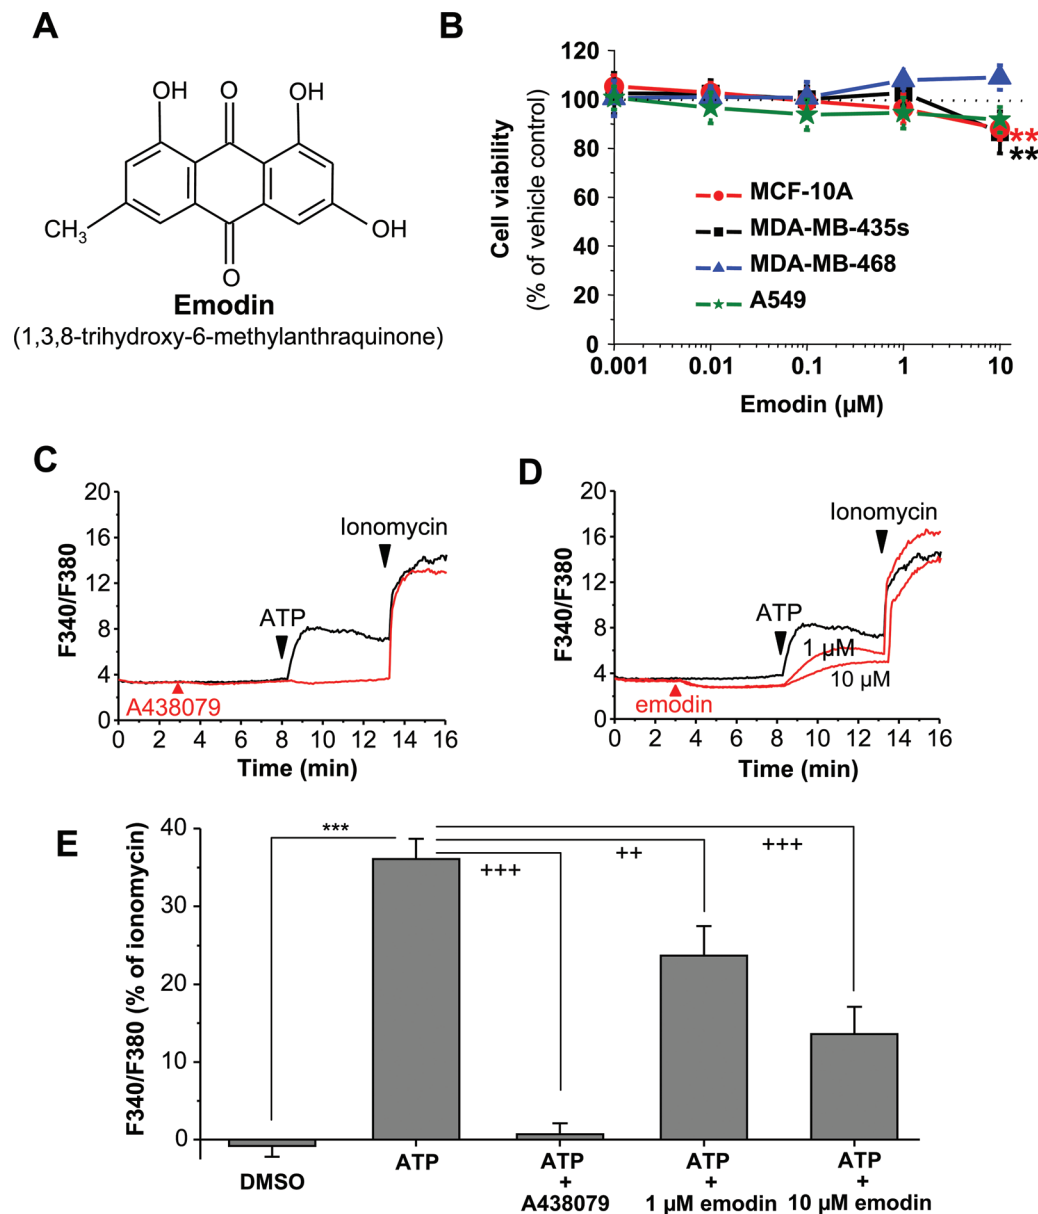 A
OH
O
OH
CH3
OH
O
Emodin
(1,3,8-trihydroxy-6-methylanthraquinone)
B
Cell viability
(% of vehicle control)
120
100
80
60
40
20
0
**
**
MCF-10A
MDA-MB-435s
MDA-MB-468
A549
0.001
0.01
0.1
1
10
Emodin (µM)
C
F340/F380
20
16
12
8
4
0
Ionomycin
ATP
A438079
0 2 4 6 8 10 12 14 16
Time (min)
D
F340/F380
20
16
12
8
4
0
Ionomycin
ATP
1 µM
10 µM
emodin
0 2 4 6 8 10 12 14 16
Time (min)
E
F340/F380 (% of ionomycin)
40
30
20
10
0
***
+++
++
+++
DMSO
ATP
ATP
+
A438079
ATP
+
1 µM emodin
ATP
+
10 µM emodin